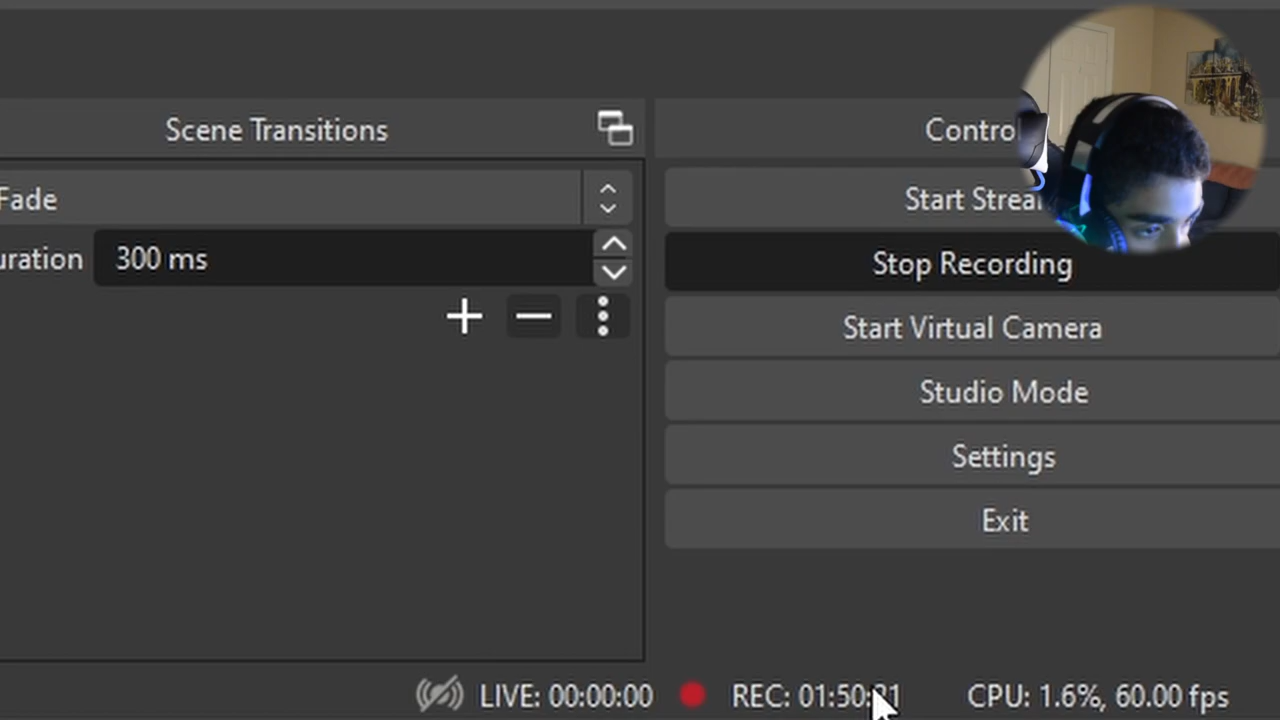 Scene Transitions
Fade
uration 300 ms
Contro
Start Strea
Stop Recording
Start Virtual Camera
Studio Mode
Settings
Exit
LIVE: 00:00:00 REC: CPU: 1.6%, 60.00 fps